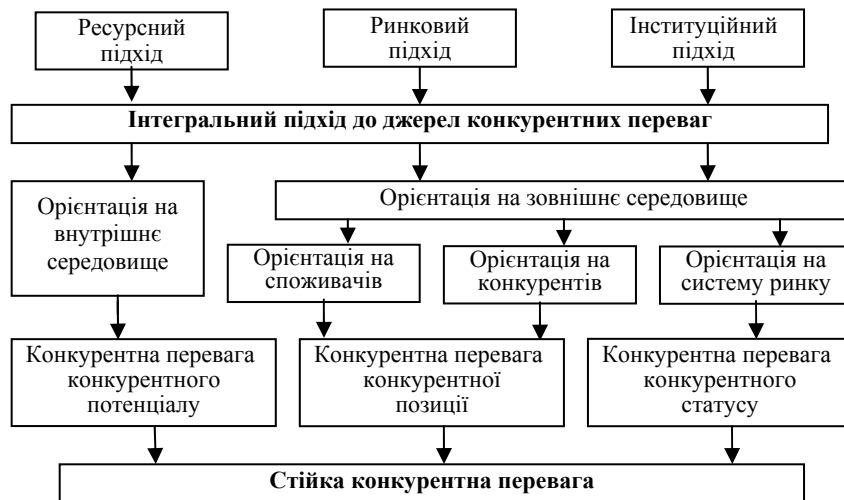 Ресурсний
підхід
Ринковий
підхід
Інституційний
підхід
Інтегральний підхід до джерел конкурентних переваг
Орієнтація на
внутрішнє
середовище
Орієнтація на зовнішнє середовище
Орієнтація на
споживачів
Орієнтація на
конкурентів
Орієнтація на
систему ринку
Конкурентна перевага
конкурентного
потенціалу
Конкурентна перевага
конкурентної
позиції
Конкурентна перевага
конкурентного
статусу
Стійка конкурентна перевага